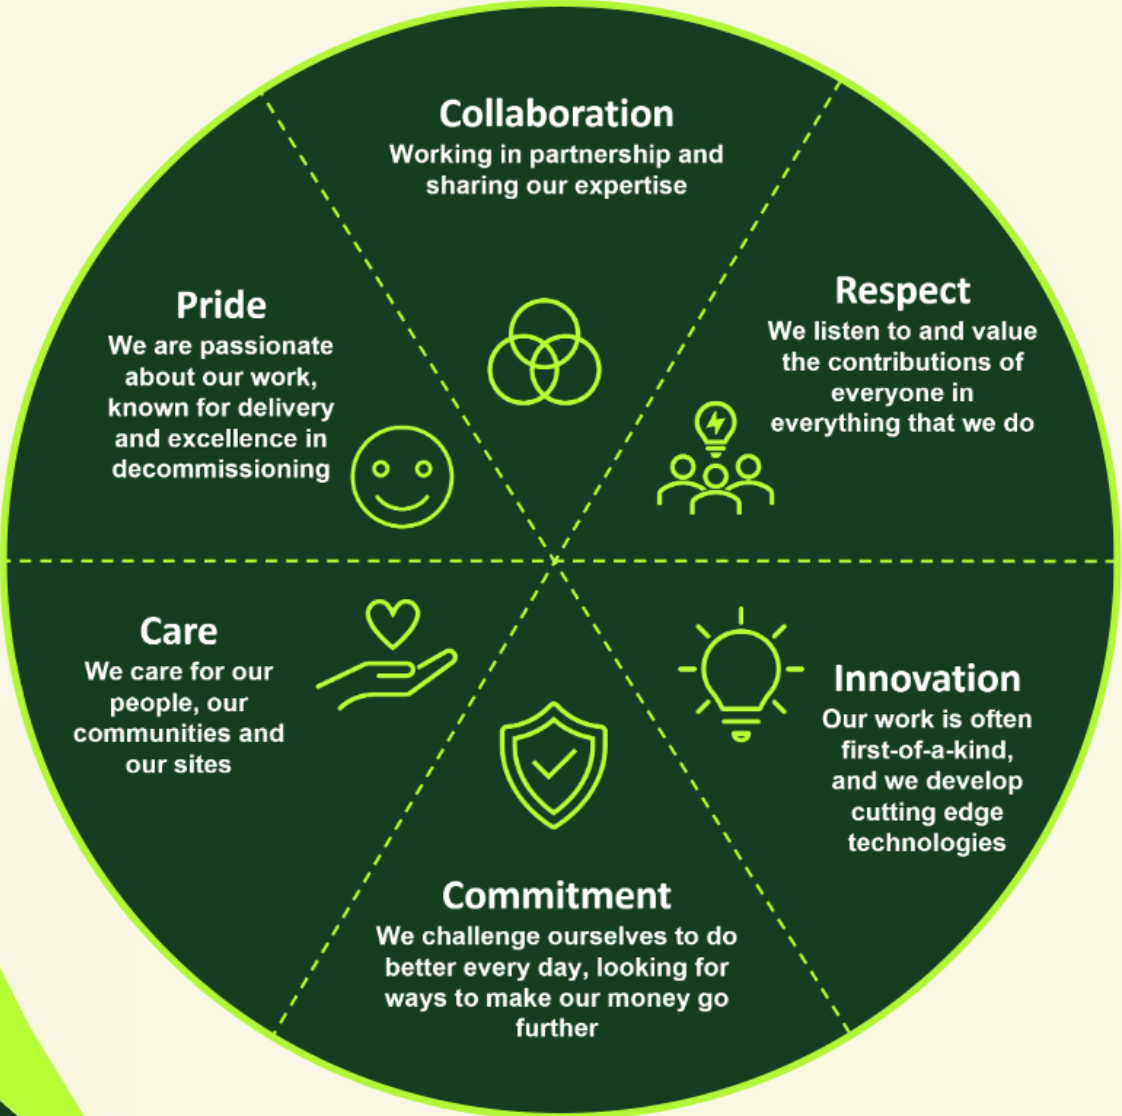 Collaboration
Working in partnership and
sharing our expertise
Respect
We listen to and value
the contributions of
everyone in
everything that we do
Innovation
Our work is often
first-of-a-kind,
and we develop
cutting edge
technologies
Commitment
We challenge ourselves to do
better every day, looking for
ways to make our money go
further
Care
We care for our
people, our
communities and
our sites
Pride
We are passionate
about our work,
known for delivery
and excellence in
decommissioning